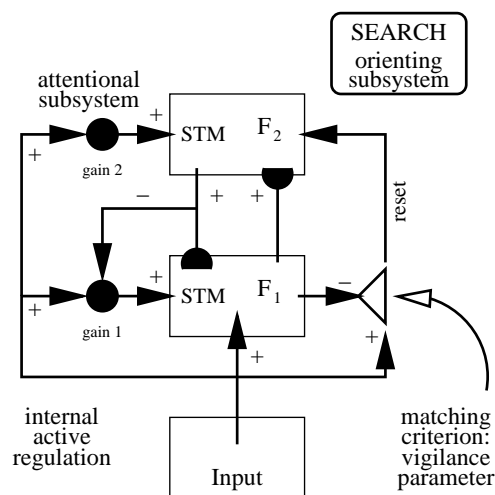 SEARCH
orienting
subsystem
attentional
subsystem
+
+
gain 2
STM
F2
−
+
+
reset
+
+
gain 1
STM
F1
−
+
+
internal
active
regulation
matching
criterion:
vigilance
parameter
Input